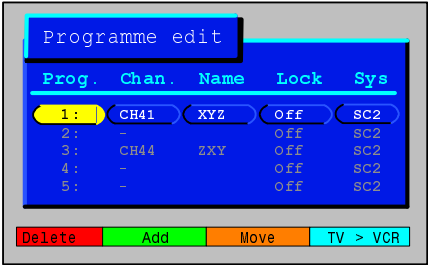 Programme edit
Prog. Chan. Name Lock Sys
1: CH41 XYZ Off SC2
2: - Off SC2
3: CH44 ZXY Off SC2
4: - Off SC2
5: - Off SC2
Delete Add Move TV > VCR